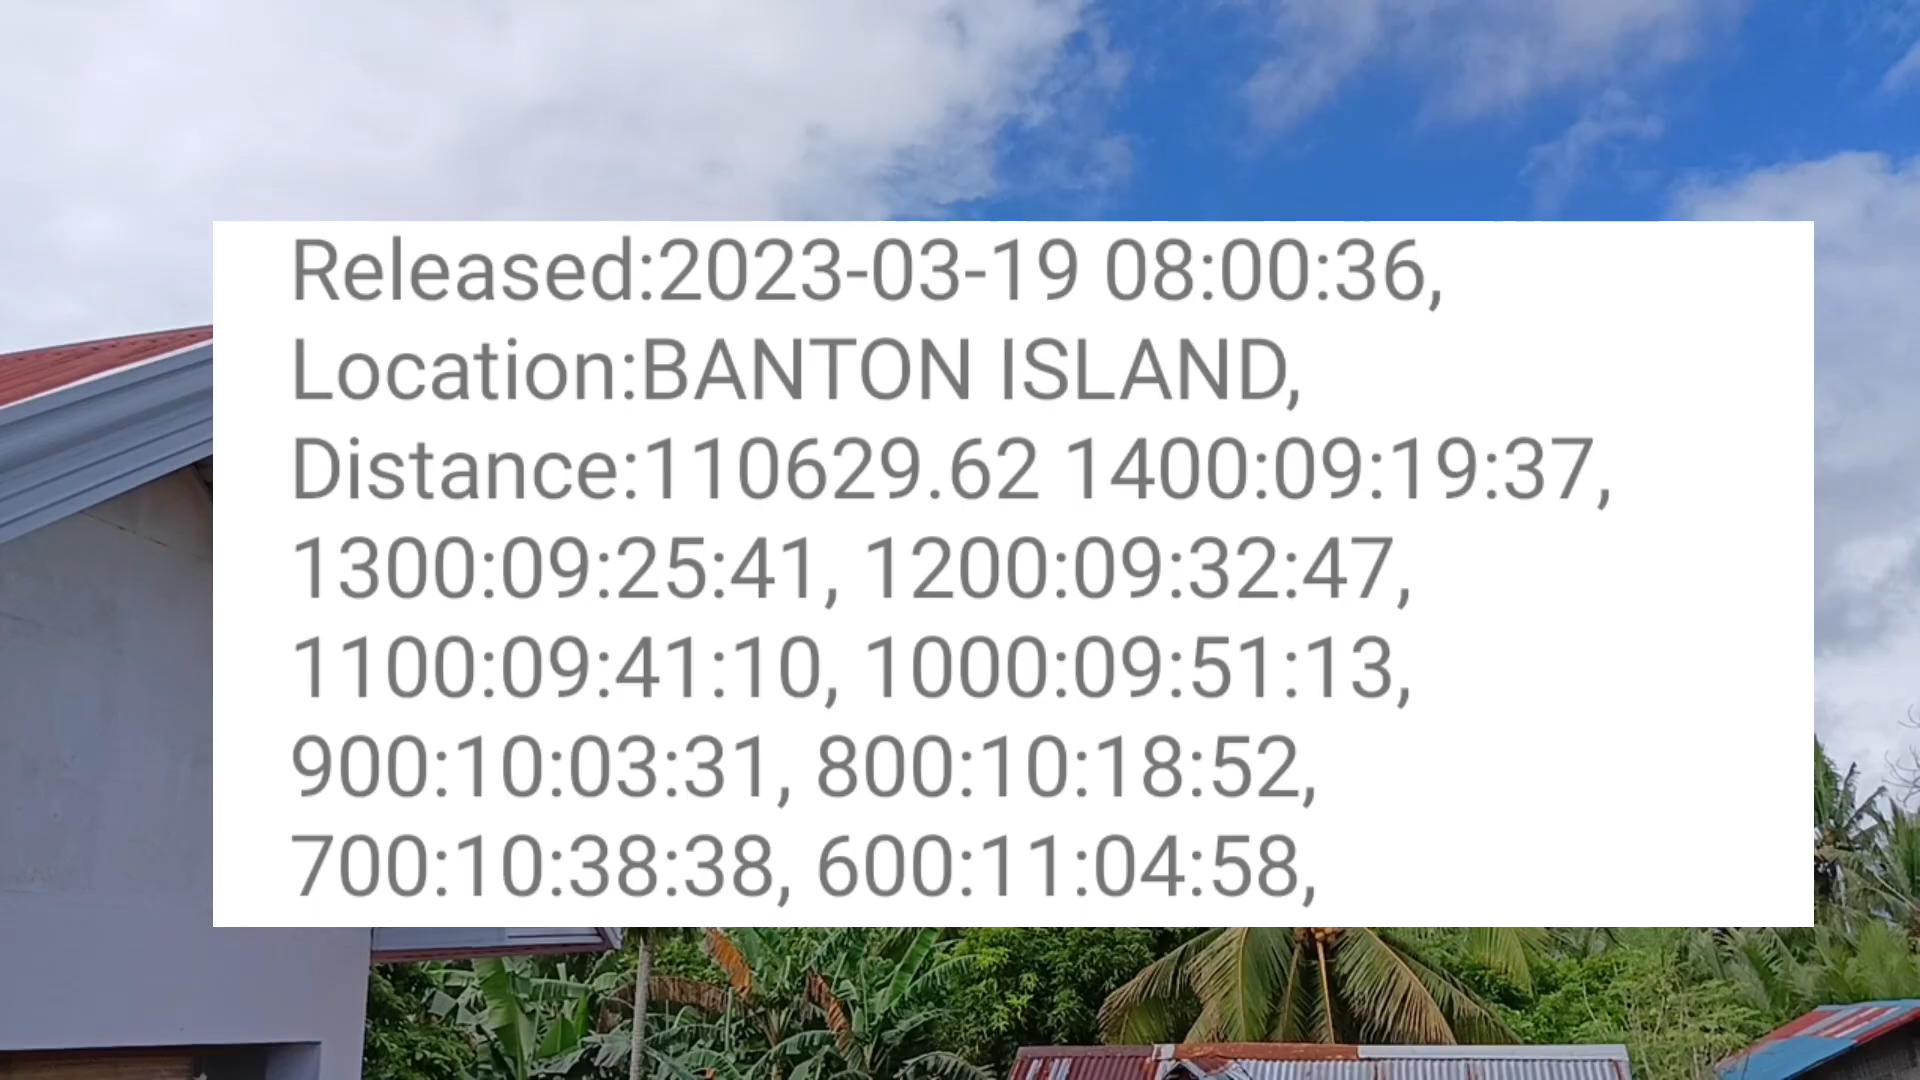 Released:2023-03-19 08:00:36,
Location:BANTON ISLAND,
Distance:110629.62 1400:09:19:37,
1300:09:25:41, 1200:09:32:47,
1100:09:41:10, 1000:09:51:13,
900:10:03:31, 800:10:18:52,
700:10:38:38, 600:11:04:58,